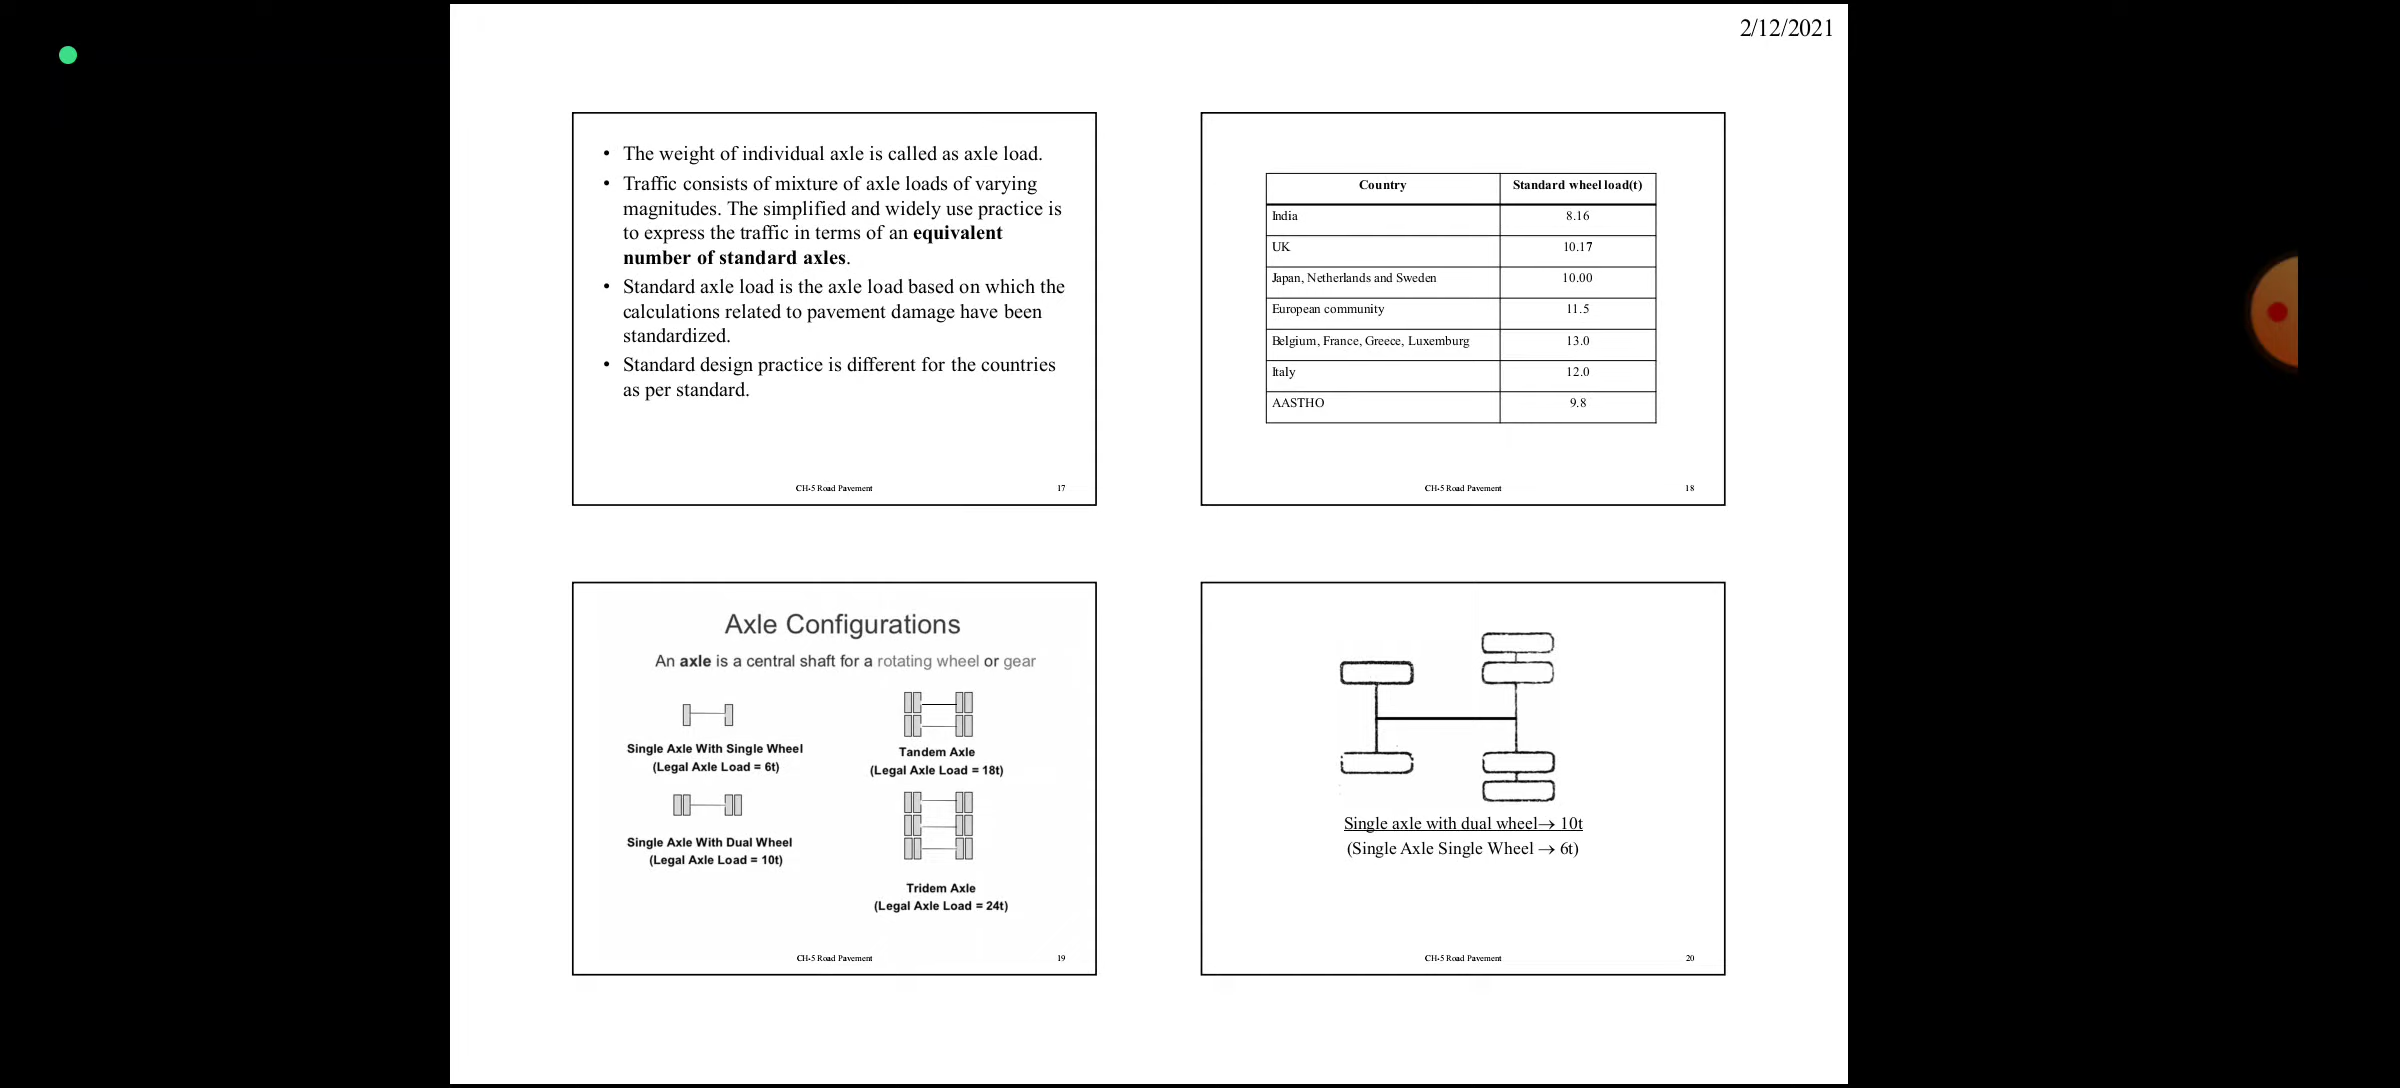 2/12/2021
• The weight of individual axle is called as axle load.
• Traffic consists of mixture of axle loads of varying
magnitudes. The simplified and widely use practice is
to express the traffic in terms of an equivalent
number of standard axles.
• Standard axle load is the axle load based on which the
calculations related to pavement damage have been
standardized.
• Standard design practice is different for the countries
as per standard.
CH-5 Road Pavement 17
Country Standard wheel load(t)
India 8.16
UK 10.17
Japan, Netherlands and Sweden 10.00
European community 11.5
Belgium, France, Greece, Luxemburg 13.0
Italy 12.0
AASTHO 9.8
CH-5 Road Pavement 18
Axle Configurations
An axle is a central shaft for a rotating wheel or gear
Single Axle With Single Wheel
(Legal Axle Load = 6t)
Single Axle With Dual Wheel
(Legal Axle Load = 10t)
Tandem Axle
(Legal Axle Load = 18t)
Tridem Axle
(Legal Axle Load = 24t)
CH-5 Road Pavement 19
Single axle with dual wheel→ 10t
(Single Axle Single Wheel → 6t)
CH-5 Road Pavement 20